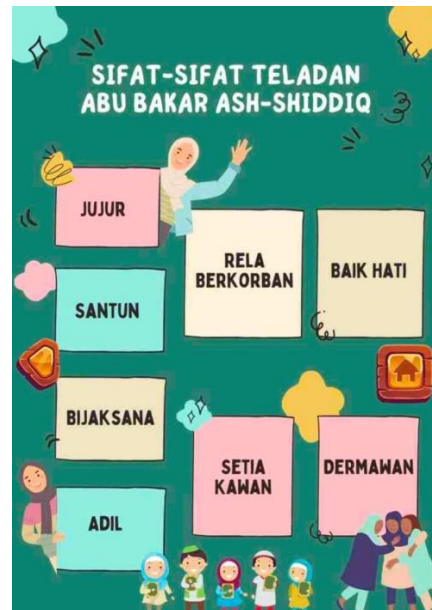 SIFAT-SIFAT TELADAN
ABU BAKAR ASH-SHIDDIQ
JUJUR
SANTUN
BIJAKSANA
ADIL
RELA
BERKORBAN
BAIK HATI
SETIA
KAWAN
DERMAWAN